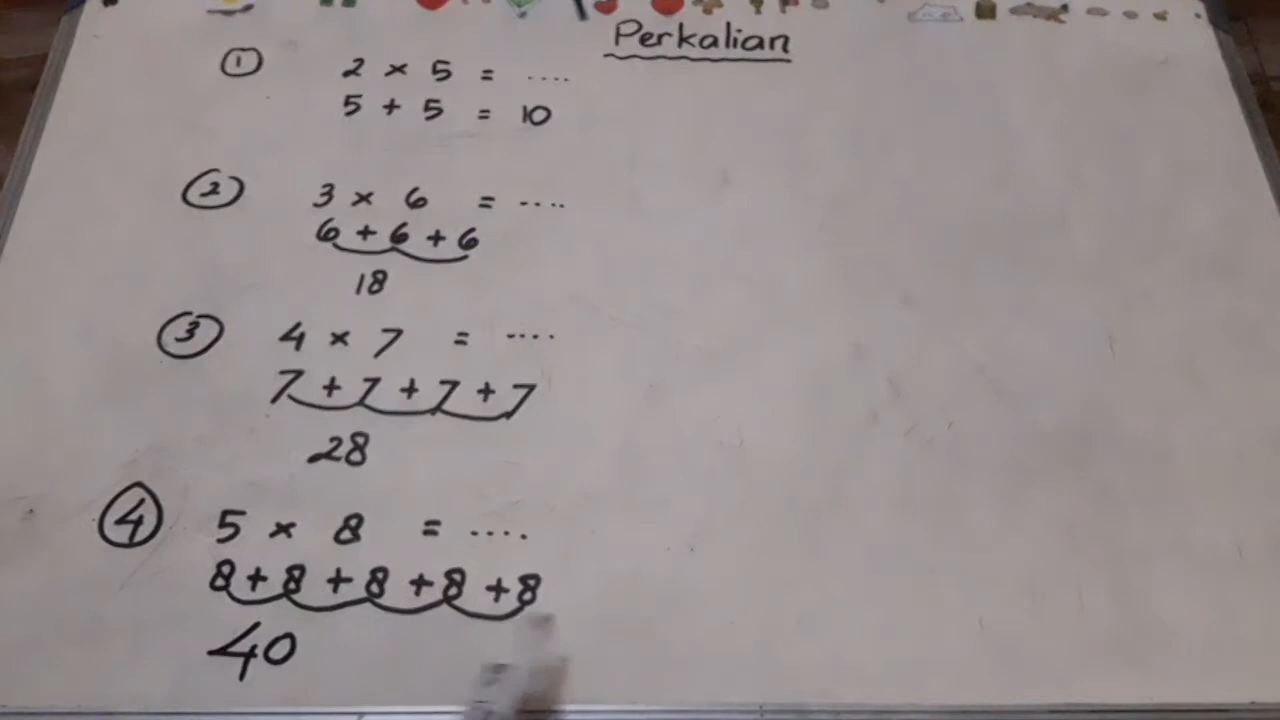 Perkalian
① 2 × 5 = ....
5 + 5 = 10
② 3 × 6 = ....
6 + 6 + 6
18
③ 4 × 7 = ....
7 + 7 + 7 + 7
28
④ 5 × 8 = ....
8 + 8 + 8 + 8 + 8
40